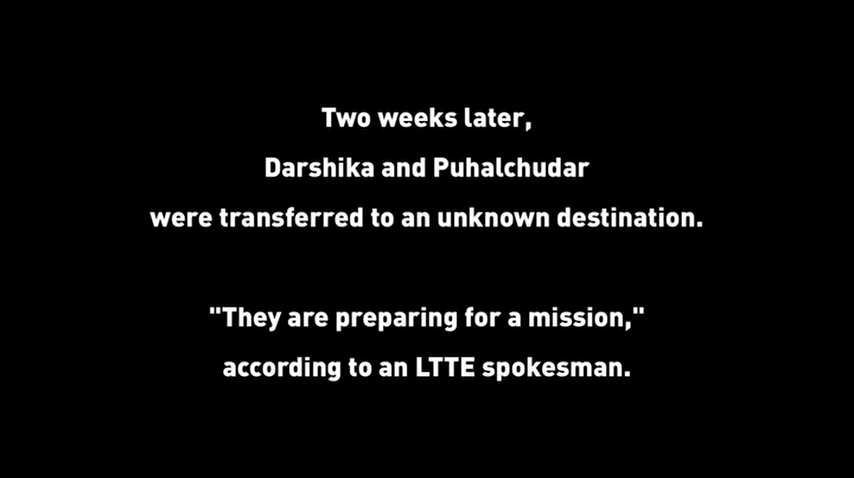 Two weeks later,
Darshika and Puhalchudar
were transferred to an unknown destination.
"They are preparing for a mission,"
according to an LTTE spokesman.